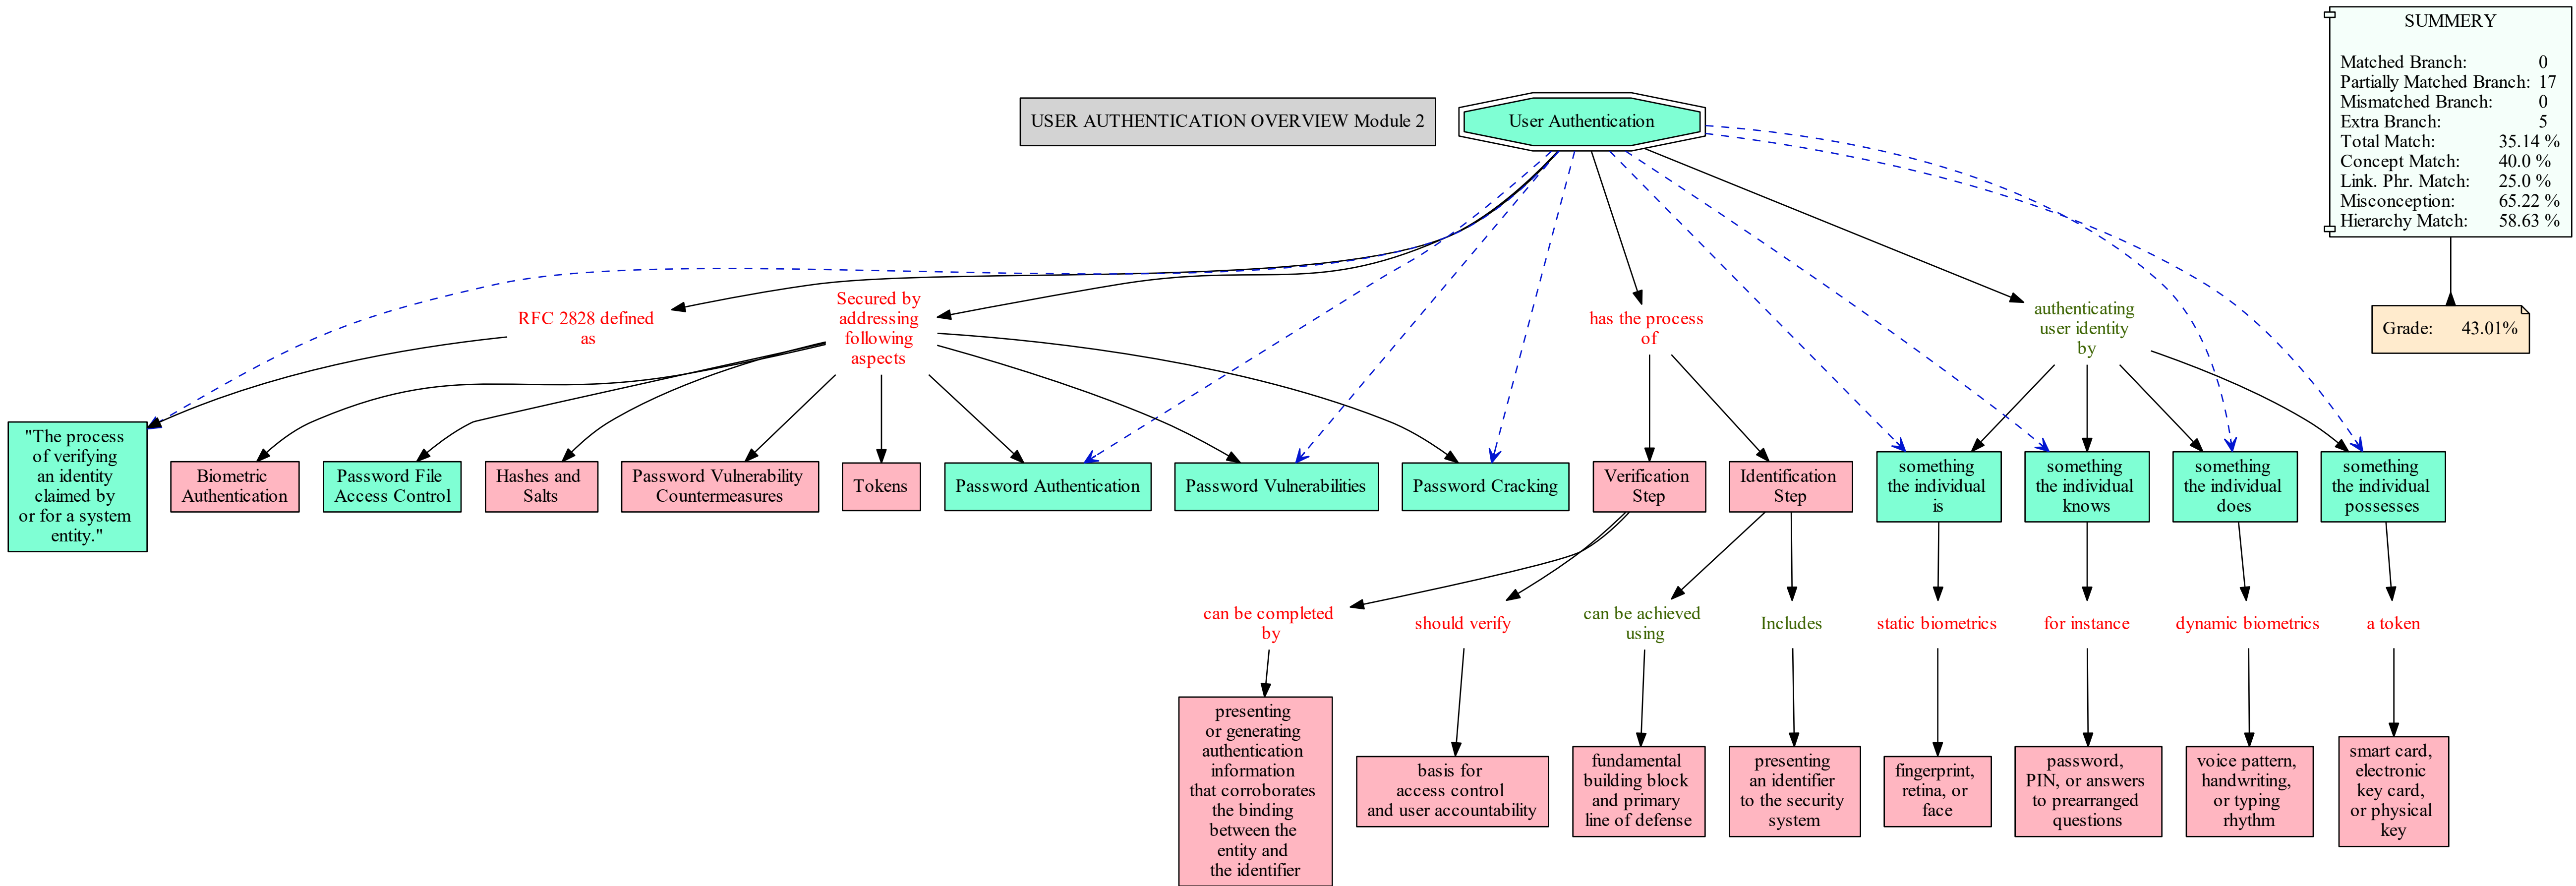 SUMMERY
Matched Branch: 0
Partially Matched Branch: 17
Mismatched Branch: 0
Extra Branch: 5
Total Match: 35.14 %
Concept Match: 40.0 %
Link. Phr. Match: 25.0 %
Misconception: 65.22 %
Hierarchy Match: 58.63 %
USER AUTHENTICATION OVERVIEW Module 2
User Authentication
Grade: 43.01%
RFC 2828 defined
as
Secured by
addressing
following
aspects
has the process
of
authenticating
user identity
by
"The process
of verifying
an identity
claimed by
or for a system
entity."
Biometric
Authentication
Password File
Access Control
Hashes and
Salts
Password Vulnerability
Countermeasures
Tokens
Password Authentication
Password Vulnerabilities
Password Cracking
Verification
Step
Identification
Step
something
the individual
is
something
the individual
knows
something
the individual
does
something
the individual
possesses
can be completed
by
should verify
can be achieved
using
Includes
static biometrics
for instance
dynamic biometrics
a token
presenting
or generating
authentication
information
that corroborates
the binding
between the
entity and
the identifier
basis for
access control
and user accountability
fundamental
building block
and primary
line of defense
presenting
an identifier
to the security
system
fingerprint,
retina, or
face
password,
PIN, or answers
to prearranged
questions
voice pattern,
handwriting,
or typing
rhythm
smart card,
electronic
key card,
or physical
key